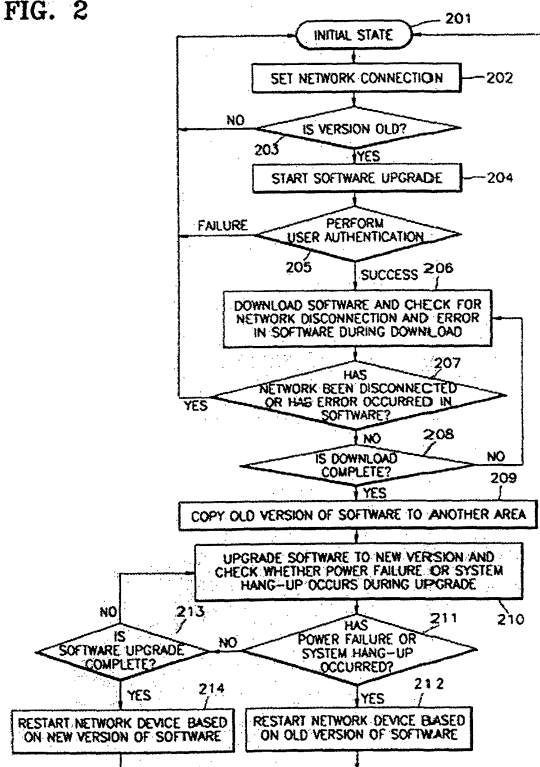 FIG. 2
INITIAL STATE
201
SET NETWORK CONNECTION
202
NO
IS VERSION OLD?
203
YES
START SOFTWARE UPGRADE
204
FAILURE
PERFORM
USER AUTHENTICATION
205
SUCCESS
206
DOWNLOAD SOFTWARE AND CHECK FOR
NETWORK DISCONNECTION AND ERROR
IN SOFTWARE DURING DOWNLOAD
207
HAS
NETWORK BEEN DISCONNECTED
OR HAS ERROR OCCURRED IN
SOFTWARE?
YES
NO
208
IS DOWNLOAD
COMPLETE?
NO
YES
209
COPY OLD VERSION OF SOFTWARE TO ANOTHER AREA
UPGRADE SOFTWARE TO NEW VERSION AND
CHECK WHETHER POWER FAILURE OR SYSTEM
HANG-UP OCCURS DURING UPGRADE
210
NO
213
IS
SOFTWARE UPGRADE
COMPLETE?
NO
211
HAS
POWER FAILURE OR
SYSTEM HANG-UP
OCCURRED?
YES
214
YES
212
RESTART NETWORK DEVICE BASED
ON NEW VERSION OF SOFTWARE
RESTART NETWORK DEVICE BASED
ON OLD VERSION OF SOFTWARE